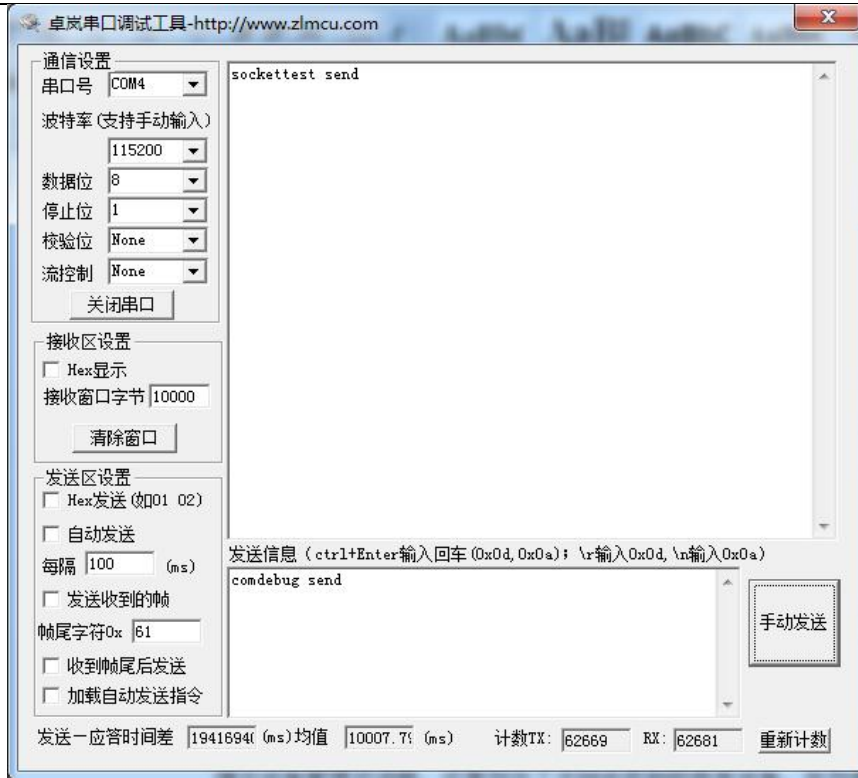 卓岚串口调试工具-http://www.zlmcu.com
通信设置
串口号 COM4
波特率(支持手动输入)
115200
数据位 8
停止位 1
校验位 None
流控制 None
关闭串口
接收区设置
Hex显示
接收窗口字节 10000
清除窗口
发送区设置
Hex发送(如01 02)
自动发送
每隔 100 (ms)
发送收到的帧
帧尾字符0x 61
收到帧尾后发送
加载自动发送指令
sockettest send
发送信息(ctrl+Enter输入回车(0x0d,0x0a); \r输入0x0d,\n输入0x0a)
comdebug send
手动发送
发送一应答时间差 1941694 (ms)均值 10007.79 (ms) 计数TX: 62669 RX: 62681 重新计数